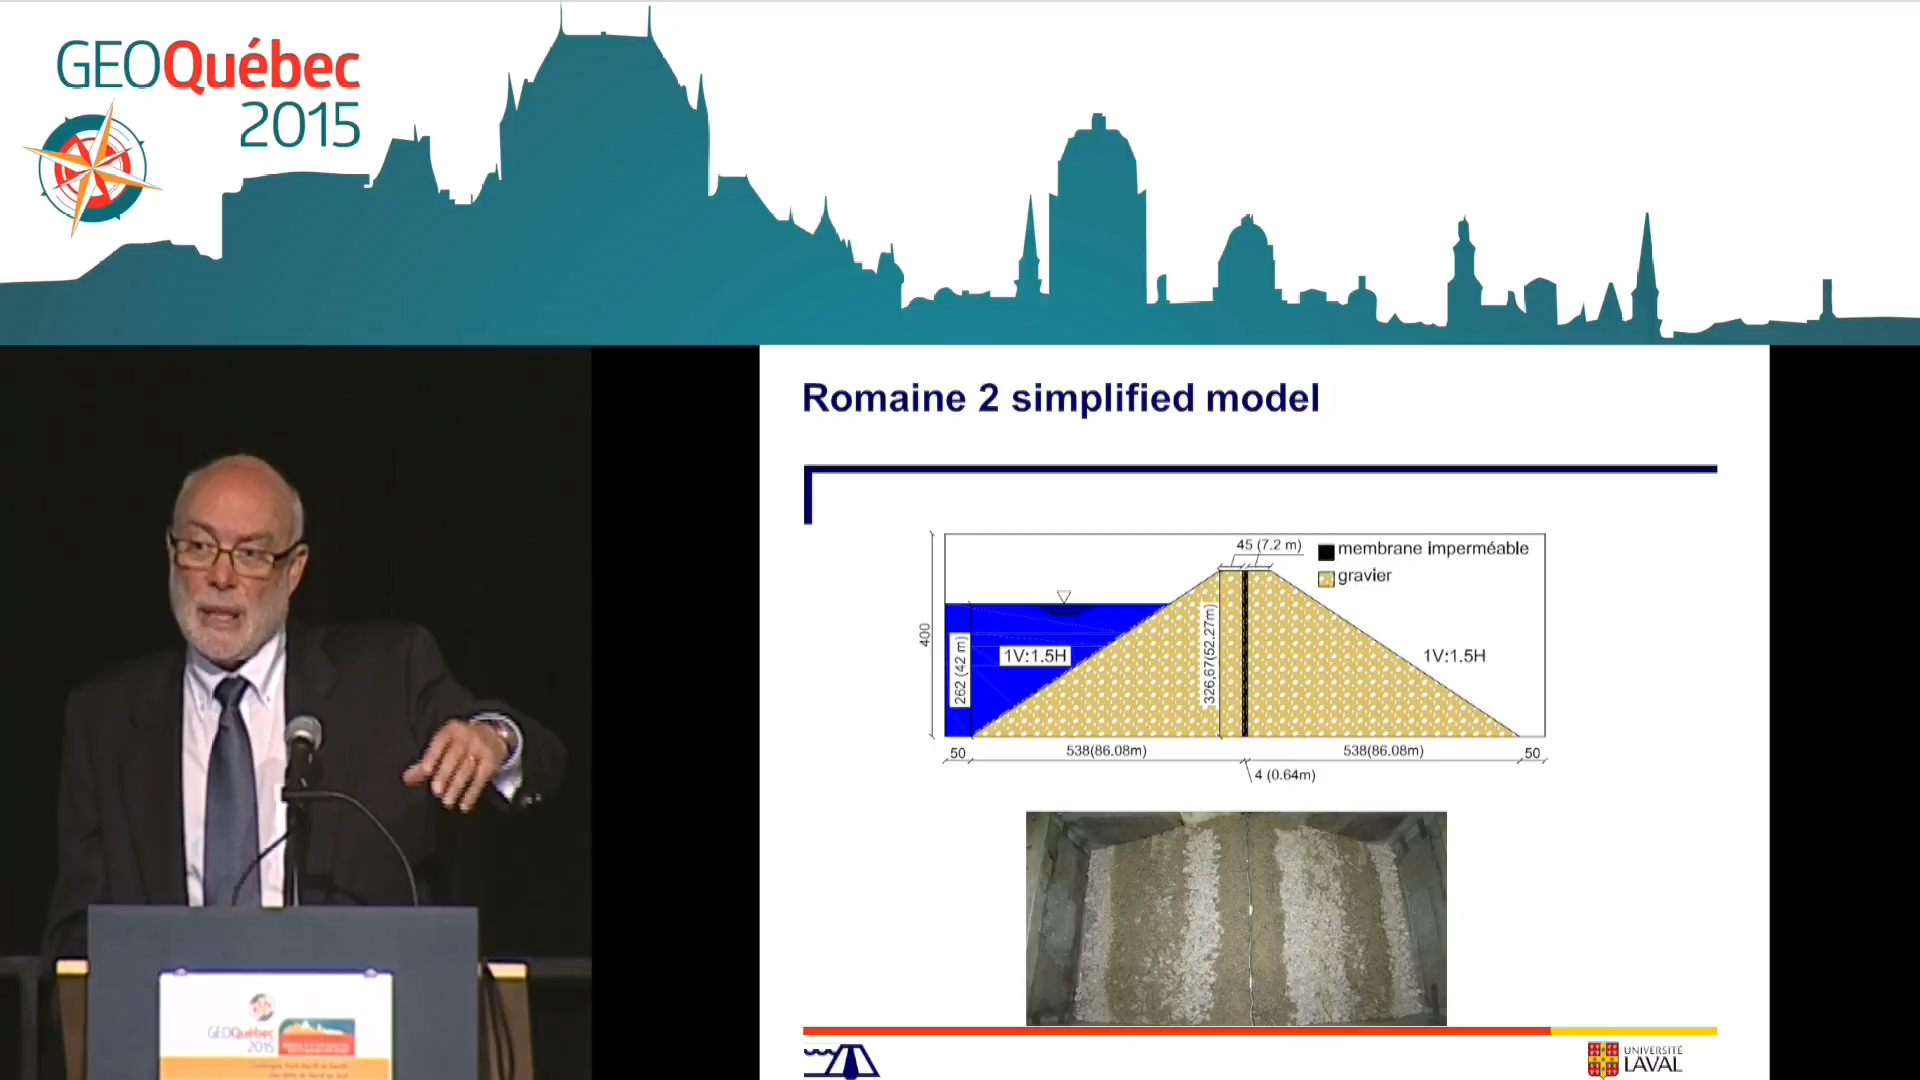 GEOQuébec
2015
Romaine 2 simplified model
45 (7.2 m)
membrane imperméable
gravier
400
262 (42 m)
1V:1.5H
326,67(52.27m)
1V:1.5H
50
538(86.08m)
538(86.08m)
50
4 (0.64m)
GEOQuébec
2015
UNIVERSITÉ
LAVAL